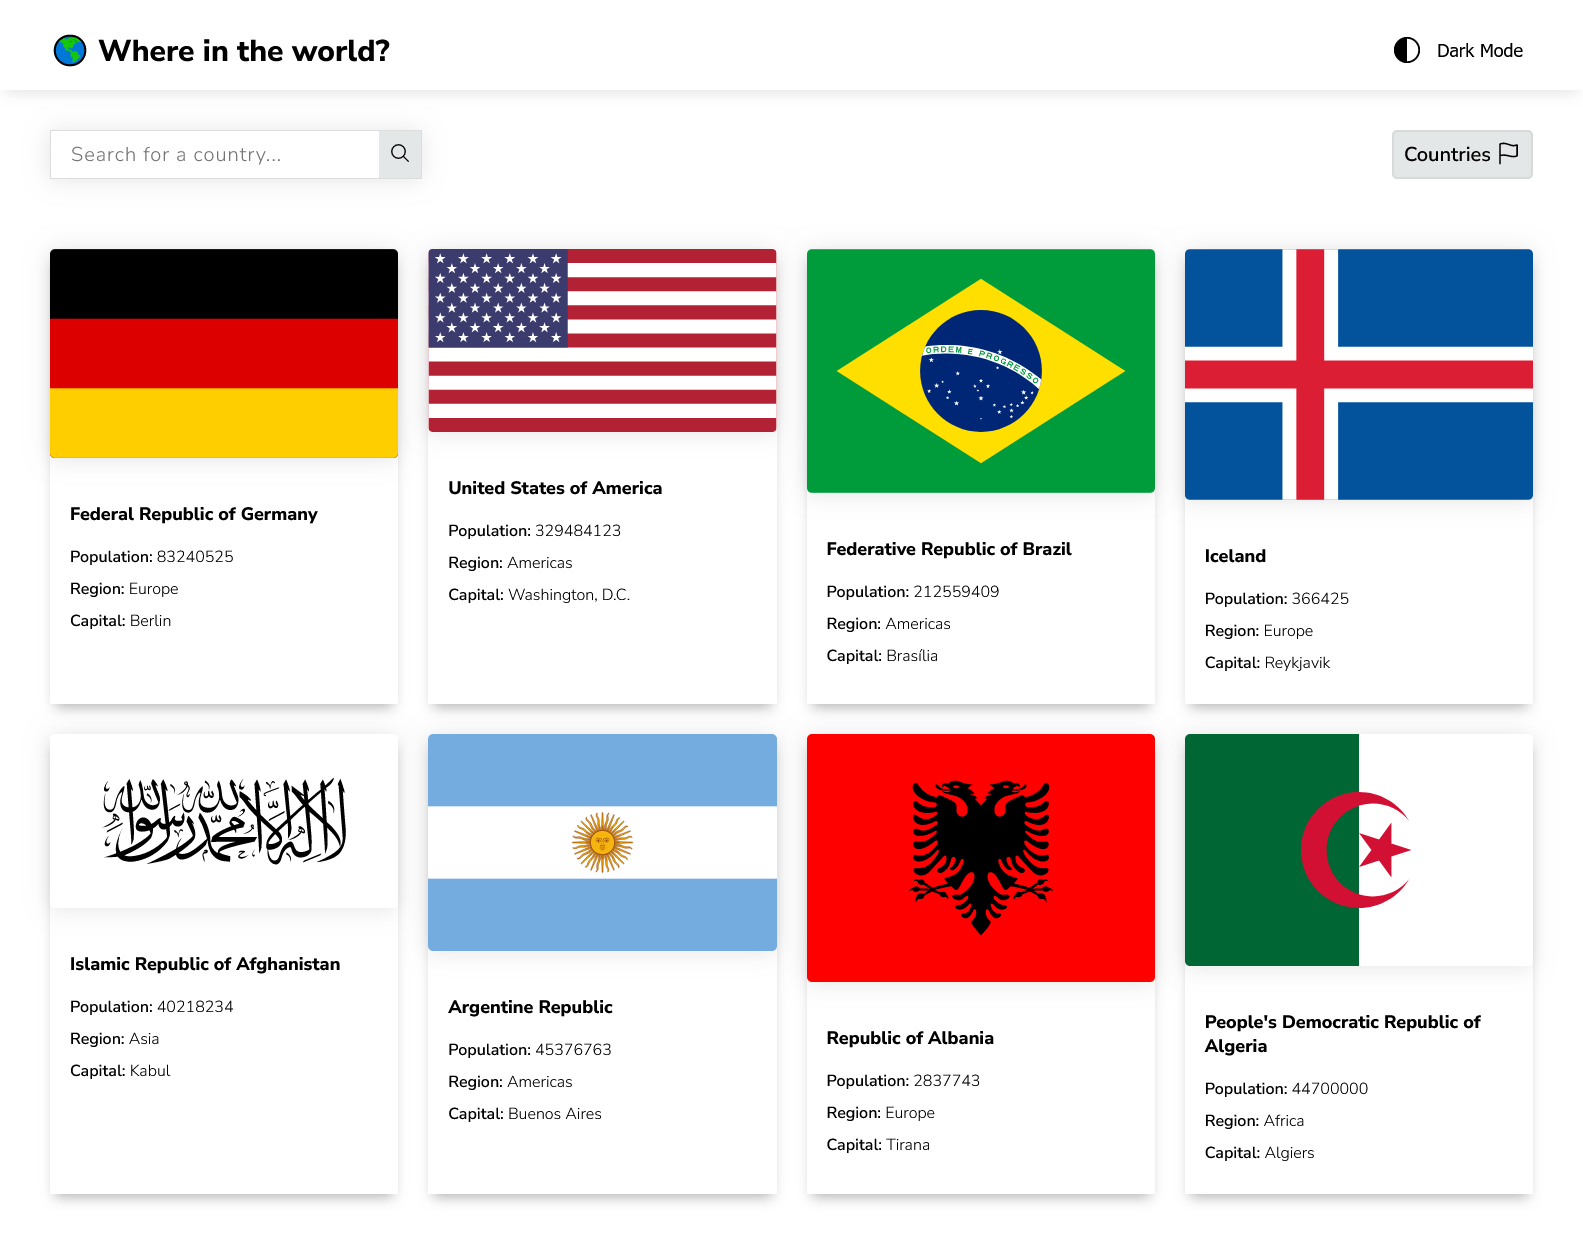 Where in the world?
Dark Mode
Search for a country...
Countries
ORDEM E PROGRESSO
Federal Republic of Germany
Population: 83240525
Region: Europe
Capital: Berlin
United States of America
Population: 329484123
Region: Americas
Capital: Washington, D.C.
Federative Republic of Brazil
Population: 212559409
Region: Americas
Capital: Brasília
Iceland
Population: 366425
Region: Europe
Capital: Reykjavik
لا إله إلا الله محمد رسول الله
Islamic Republic of Afghanistan
Population: 40218234
Region: Asia
Capital: Kabul
Argentine Republic
Population: 45376763
Region: Americas
Capital: Buenos Aires
Republic of Albania
Population: 2837743
Region: Europe
Capital: Tirana
People's Democratic Republic of
Algeria
Population: 44700000
Region: Africa
Capital: Algiers